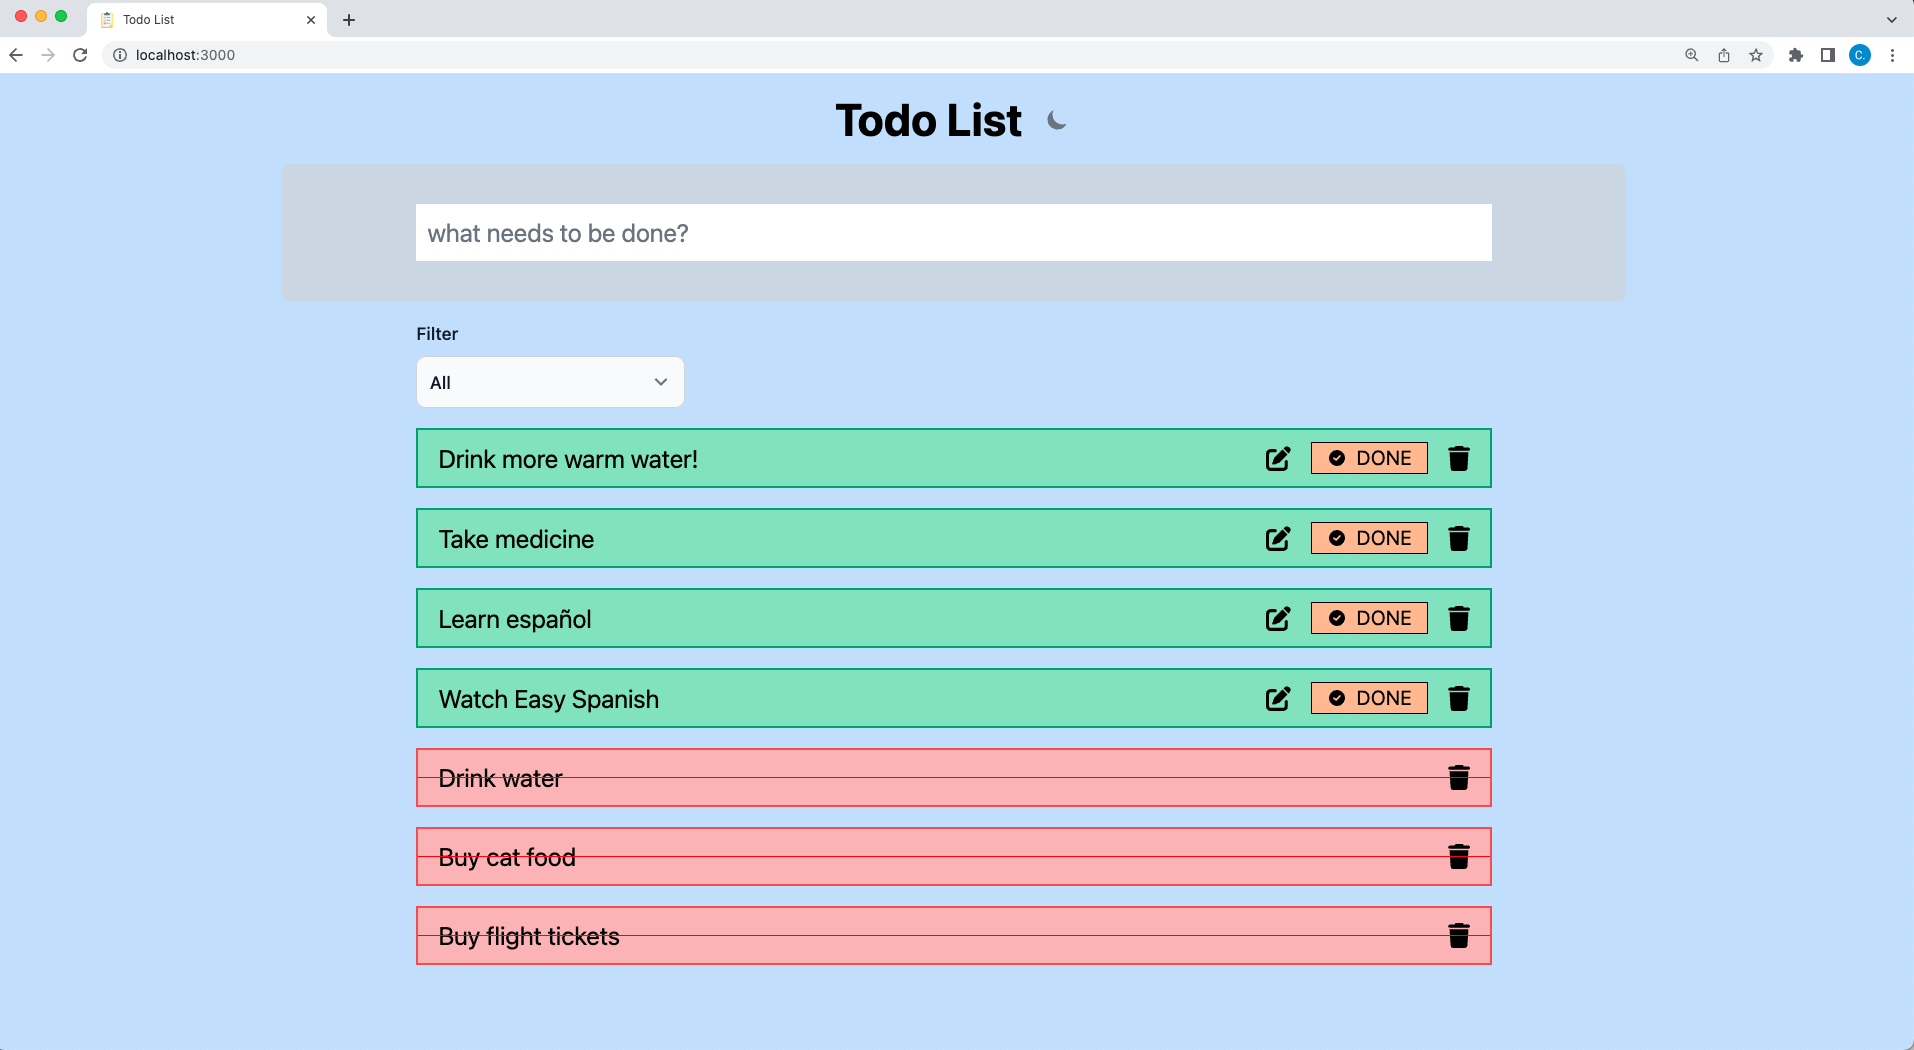 Todo List
localhost:3000
C.
Todo List
what needs to be done?
Filter
All
Drink more warm water!
DONE
Take medicine
DONE
Learn español
DONE
Watch Easy Spanish
DONE
Drink water
Buy cat food
Buy flight tickets